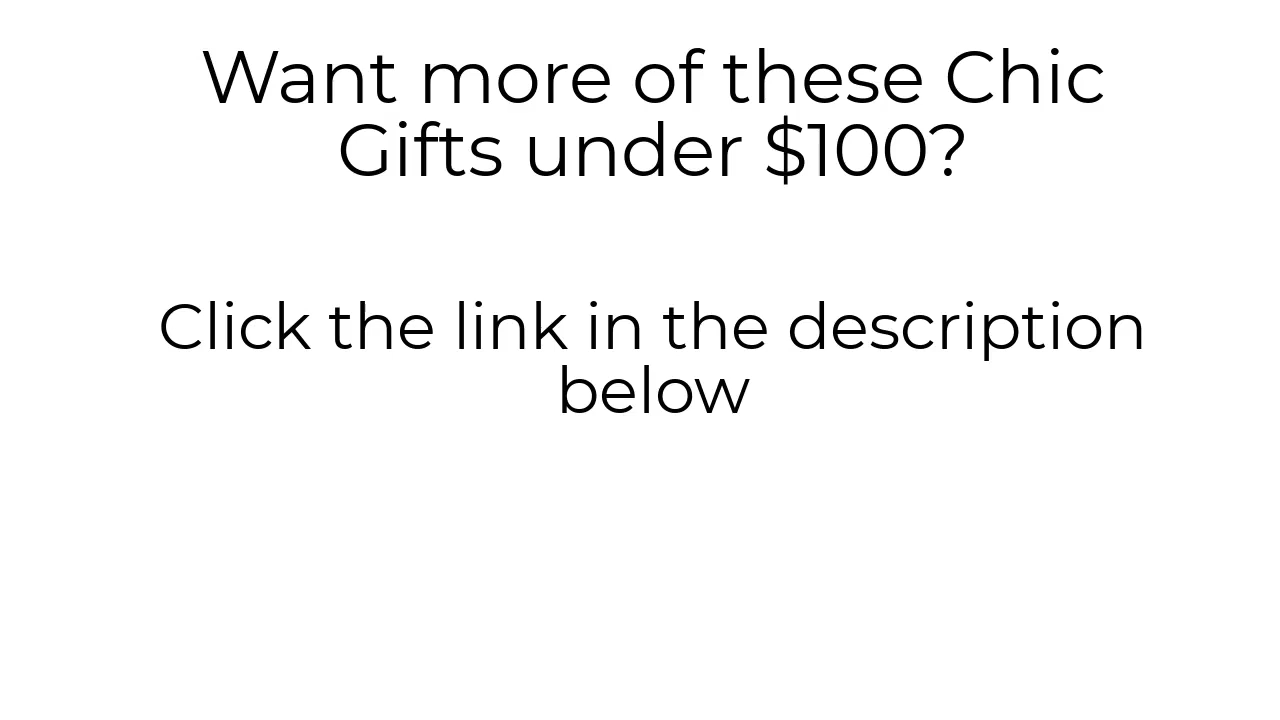 Want more of these Chic
Gifts under $100?
Click the link in the description
below